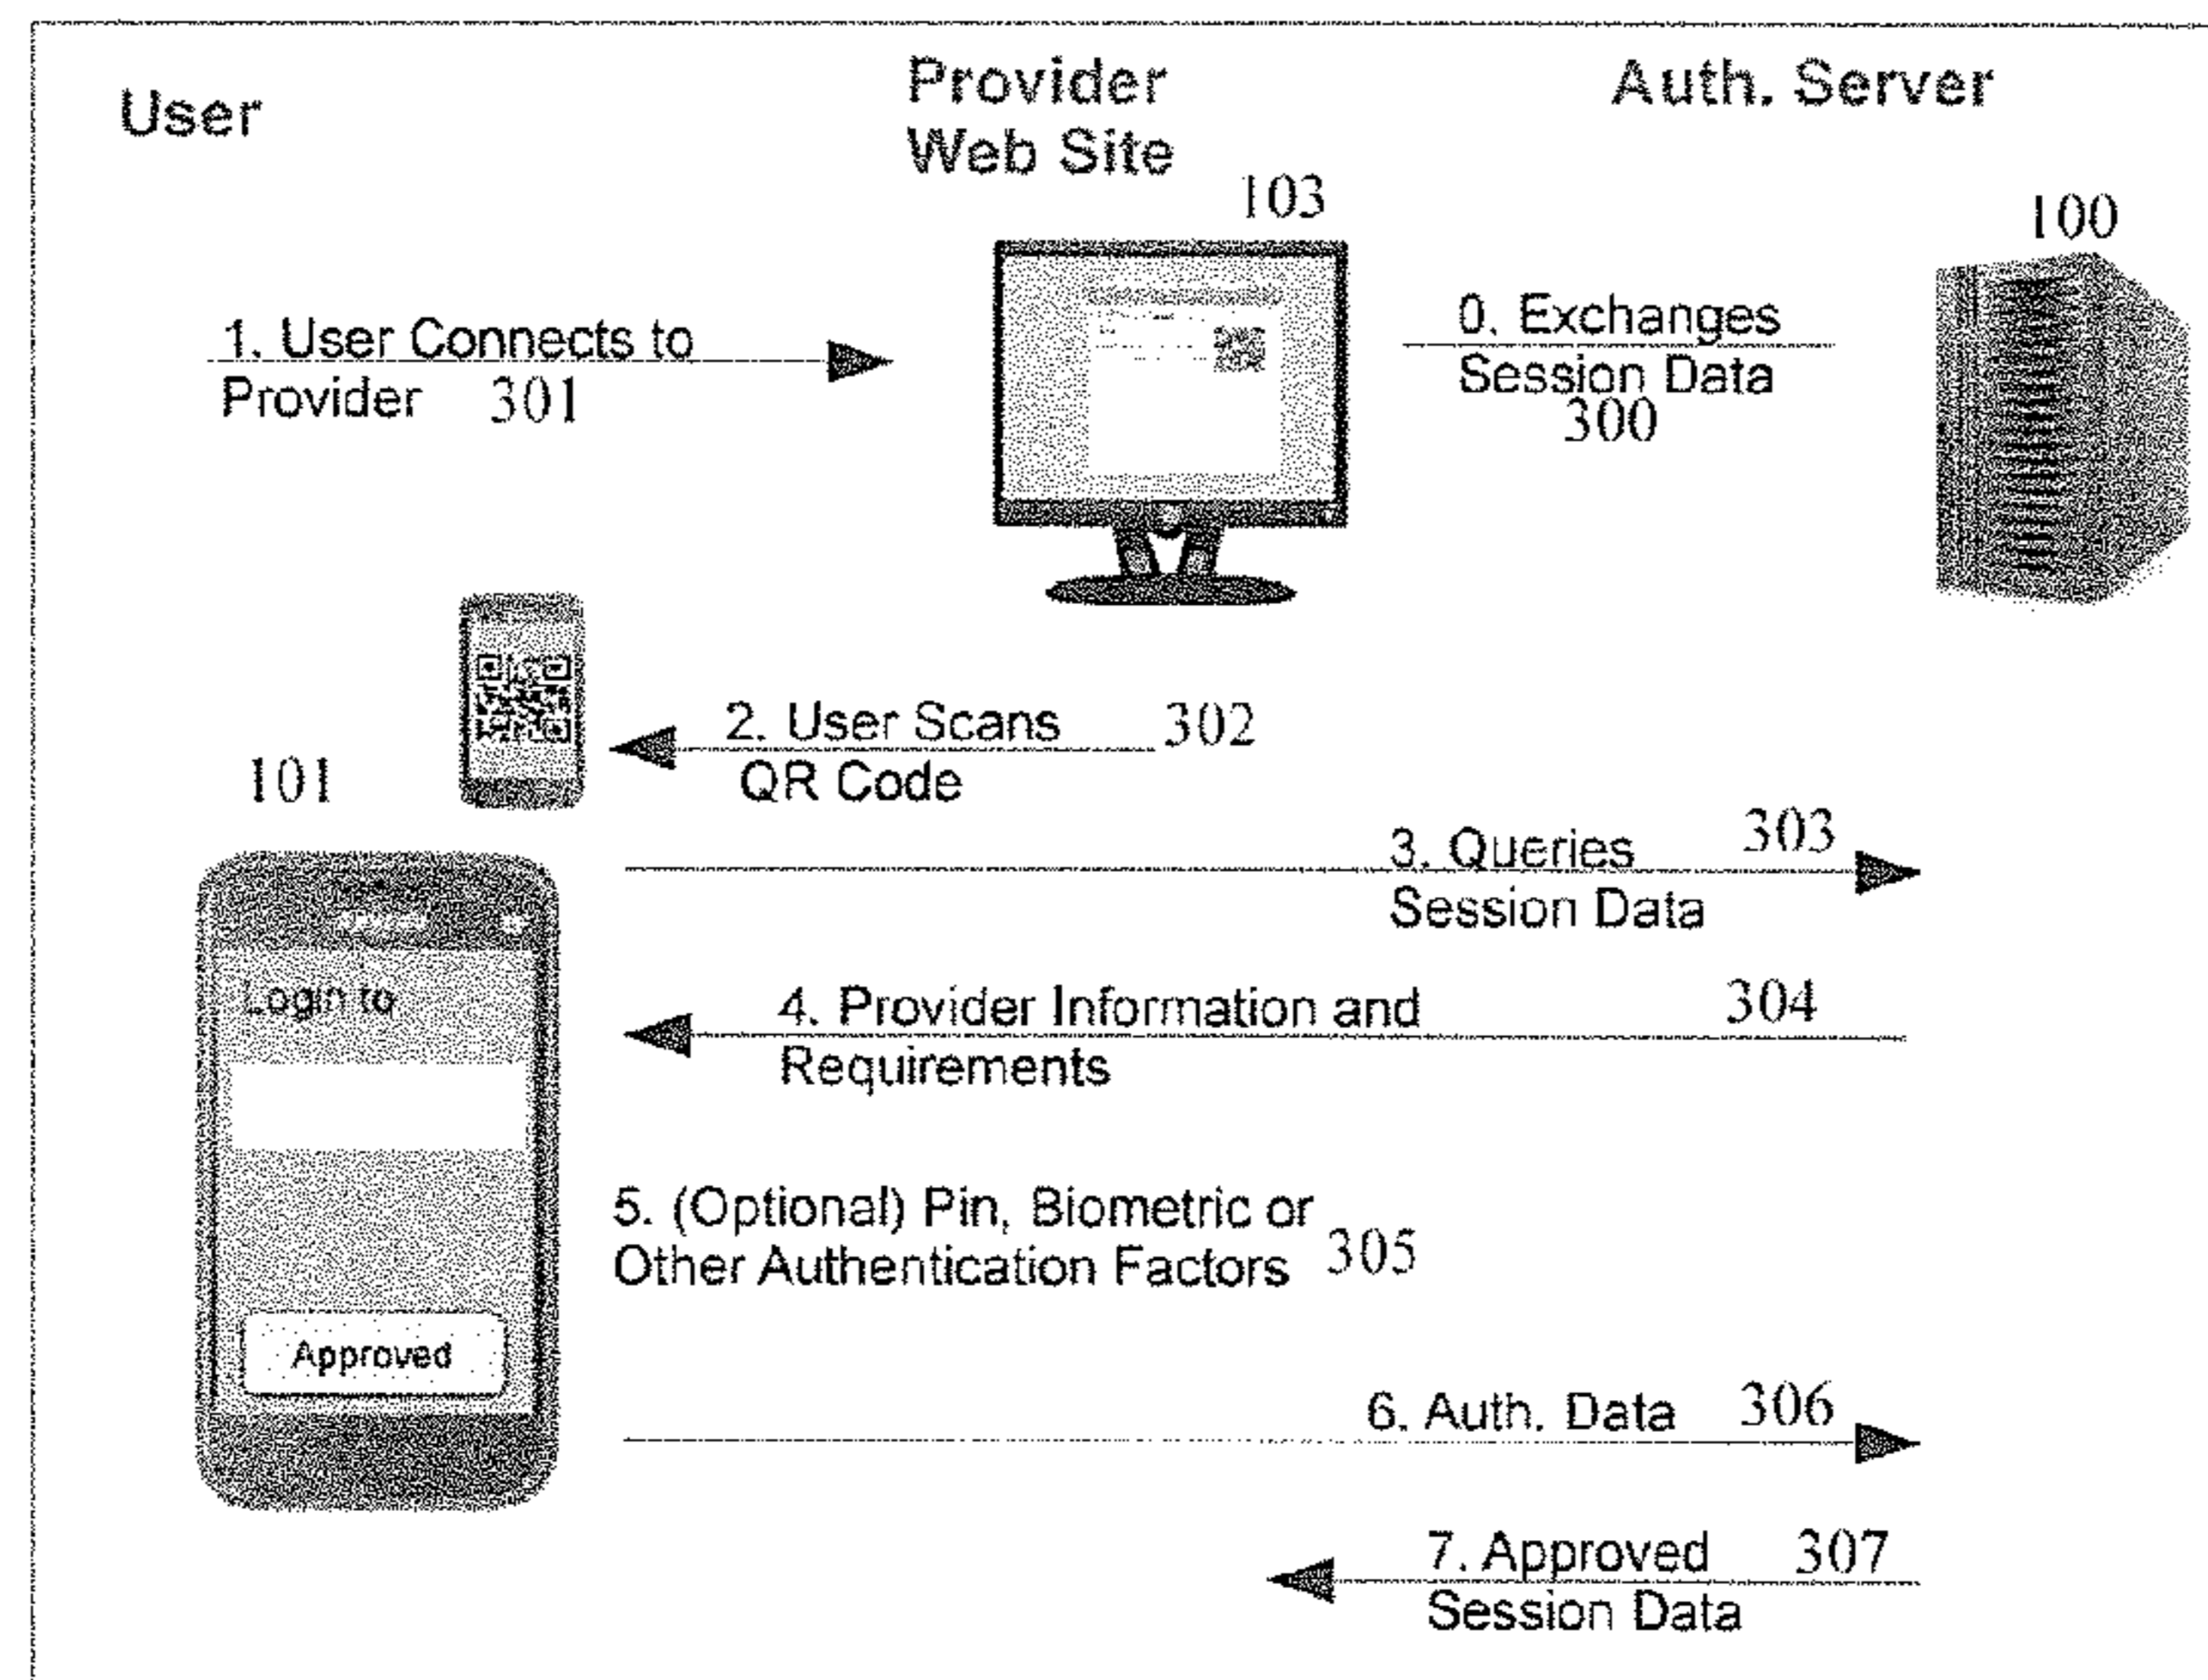 User
Provider
Web Site
Auth. Server
103
100
1. User Connects to
Provider 301
0. Exchanges
Session Data
300
2. User Scans 302
QR Code
101
3. Queries 303
Session Data
Login to
4. Provider Information and 304
Requirements
5. (Optional) Pin, Biometric or
Other Authentication Factors 305
Approved
6. Auth. Data 306
7. Approved 307
Session Data